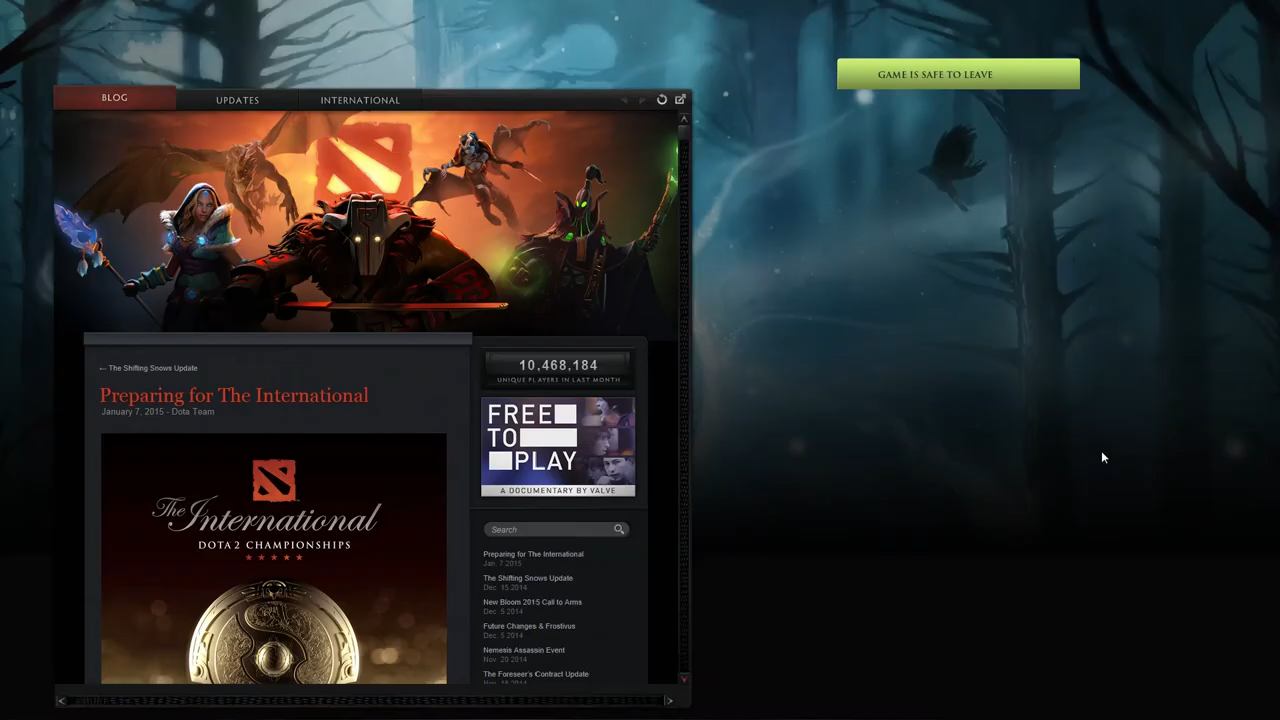 GAME IS SAFE TO LEAVE
BLOG
UPDATES
INTERNATIONAL
← The Shifting Snows Update
Preparing for The International
January 7, 2015 - Dota Team
The International
DOTA 2 CHAMPIONSHIPS
10,468,184
UNIQUE PLAYERS IN LAST MONTH
FREE
TO
PLAY
A DOCUMENTARY BY VALVE
Search
Preparing for The International
Jan. 7 2015
The Shifting Snows Update
Dec. 15 2014
New Bloom 2015 Call to Arms
Dec. 5 2014
Future Changes & Frostivus
Dec. 5 2014
Nemesis Assassin Event
Nov. 20 2014
The Foreseer's Contract Update